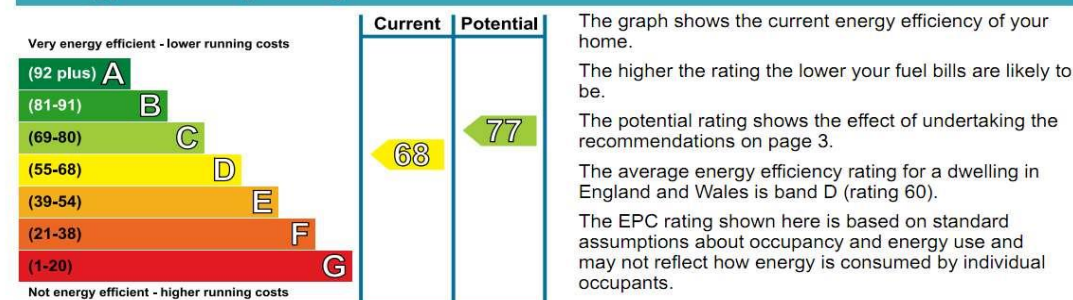 Current Potential
Very energy efficient - lower running costs
(92 plus) A
(81-91) B
(69-80) C
(55-68) D
(39-54) E
(21-38) F
(1-20) G
Not energy efficient - higher running costs
68
77
The graph shows the current energy efficiency of your
home.
The higher the rating the lower your fuel bills are likely to
be.
The potential rating shows the effect of undertaking the
recommendations on page 3.
The average energy efficiency rating for a dwelling in
England and Wales is band D (rating 60).
The EPC rating shown here is based on standard
assumptions about occupancy and energy use and
may not reflect how energy is consumed by individual
occupants.